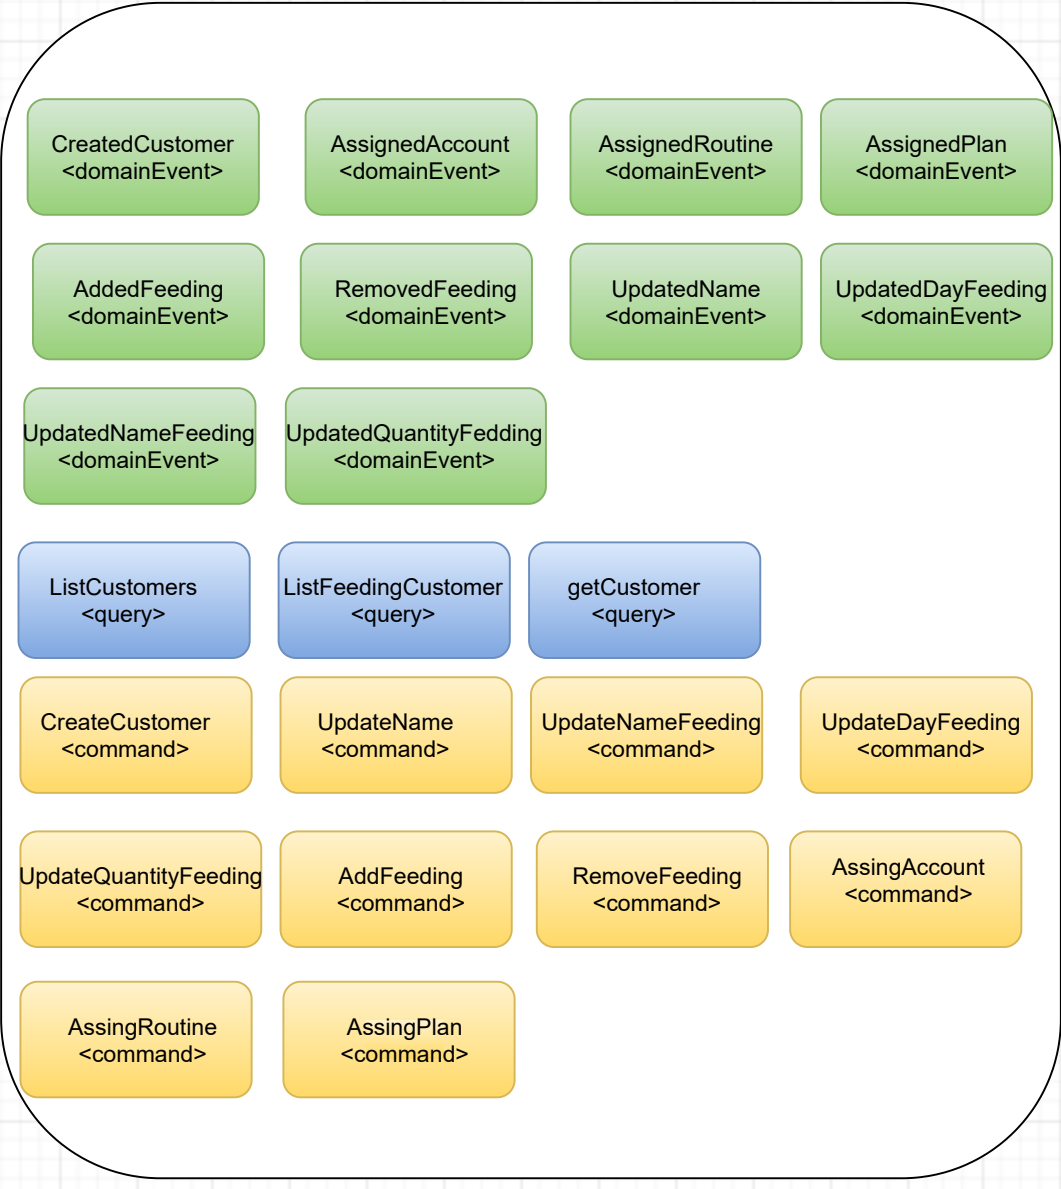 CreatedCustomer
<domainEvent>
AssignedAccount
<domainEvent>
AssignedRoutine
<domainEvent>
AssignedPlan
<domainEvent>
AddedFeeding
<domainEvent>
RemovedFeeding
<domainEvent>
UpdatedName
<domainEvent>
UpdatedDayFeeding
<domainEvent>
UpdatedNameFeeding
<domainEvent>
UpdatedQuantityFedding
<domainEvent>
ListCustomers
<query>
ListFeedingCustomer
<query>
getCustomer
<query>
CreateCustomer
<command>
UpdateName
<command>
UpdateNameFeeding
<command>
UpdateDayFeeding
<command>
UpdateQuantityFeeding
<command>
AddFeeding
<command>
RemoveFeeding
<command>
AssingAccount
<command>
AssingRoutine
<command>
AssingPlan
<command>